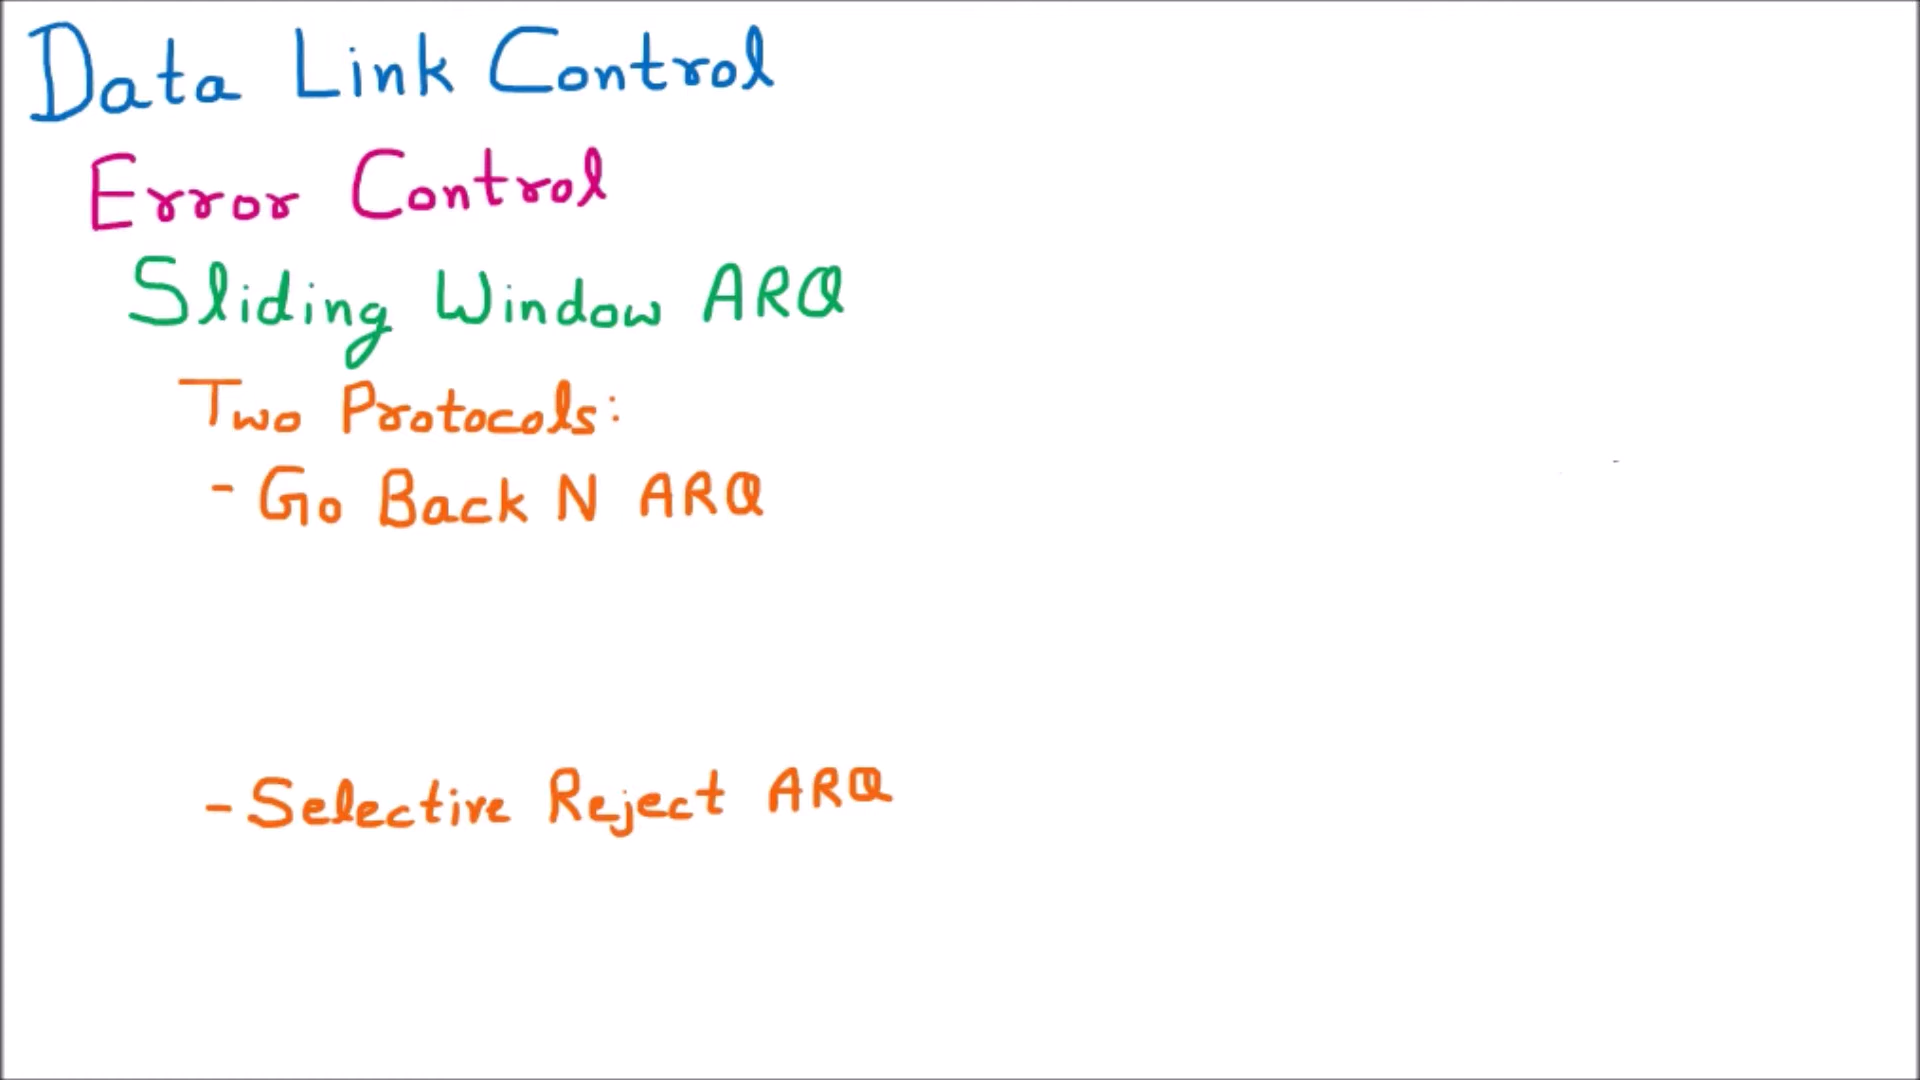 Data Link Control
Error Control
Sliding Window ARQ
Two Protocols:
- Go Back N ARQ
- Selective Reject ARQ